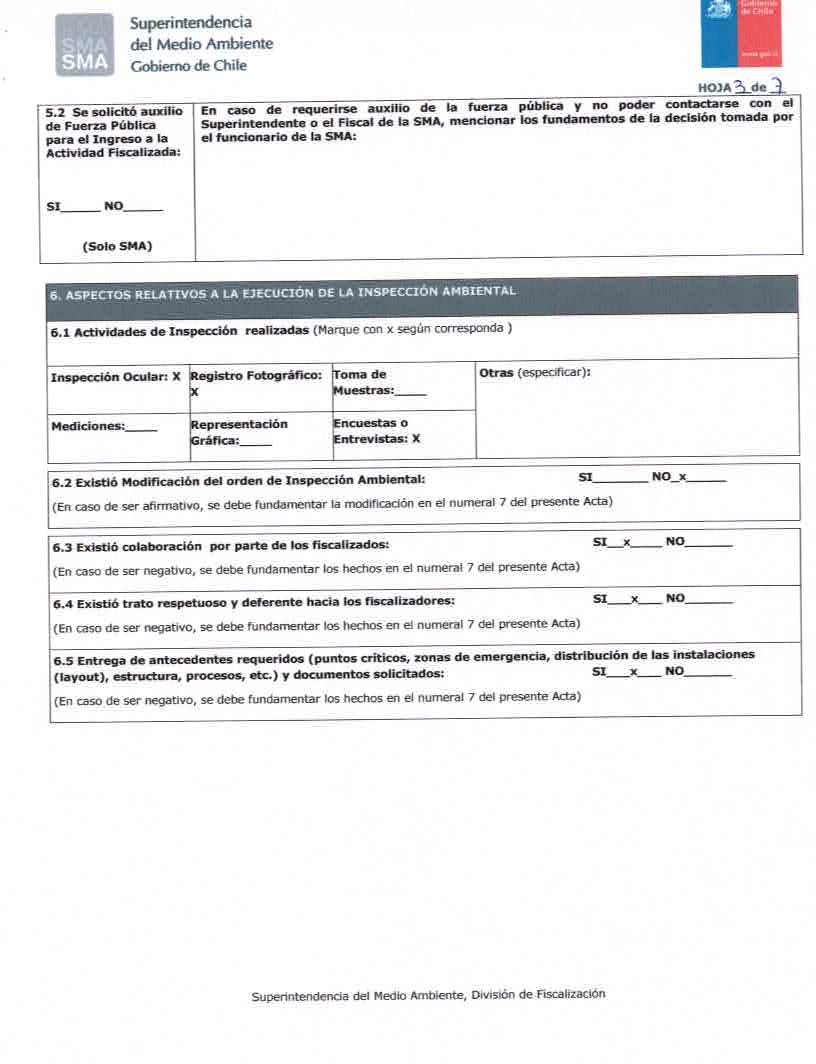 SMA
SMA
Superintendencia
del Medio Ambiente
Gobierno de Chile
Gobierno
de Chile
HOJA 3 de 7
5.2 Se solicitó auxilio
de Fuerza Pública
para el Ingreso a la
Actividad Fiscalizada:
SI______ NO______
(Solo SMA)
En caso de requerirse auxilio de la fuerza pública y no poder contactarse con el
Superintendente o el Fiscal de la SMA, mencionar los fundamentos de la decisión tomada por
el funcionario de la SMA:
6. ASPECTOS RELATIVOS A LA EJECUCIÓN DE LA INSPECCIÓN AMBIENTAL
6.1 Actividades de Inspección realizadas (Marque con x según corresponda )
Inspección Ocular: X
Registro Fotográfico:
X
Toma de
Muestras:_____
Otras (especificar):
Mediciones:_____
Representación
Gráfica:_____
Encuestas o
Entrevistas: X
6.2 Existió Modificación del orden de Inspección Ambiental: SI________ NO_x______
(En caso de ser afirmativo, se debe fundamentar la modificación en el numeral 7 del presente Acta)
6.3 Existió colaboración por parte de los fiscalizados: SI__x_____ NO_______
(En caso de ser negativo, se debe fundamentar los hechos en el numeral 7 del presente Acta)
6.4 Existió trato respetuoso y deferente hacia los fiscalizadores: SI___x____ NO_______
(En caso de ser negativo, se debe fundamentar los hechos en el numeral 7 del presente Acta)
6.5 Entrega de antecedentes requeridos (puntos críticos, zonas de emergencia, distribución de las instalaciones
(layout), estructura, procesos, etc.) y documentos solicitados: SI___x____ NO_______
(En caso de ser negativo, se debe fundamentar los hechos en el numeral 7 del presente Acta)
Superintendencia del Medio Ambiente, División de Fiscalización